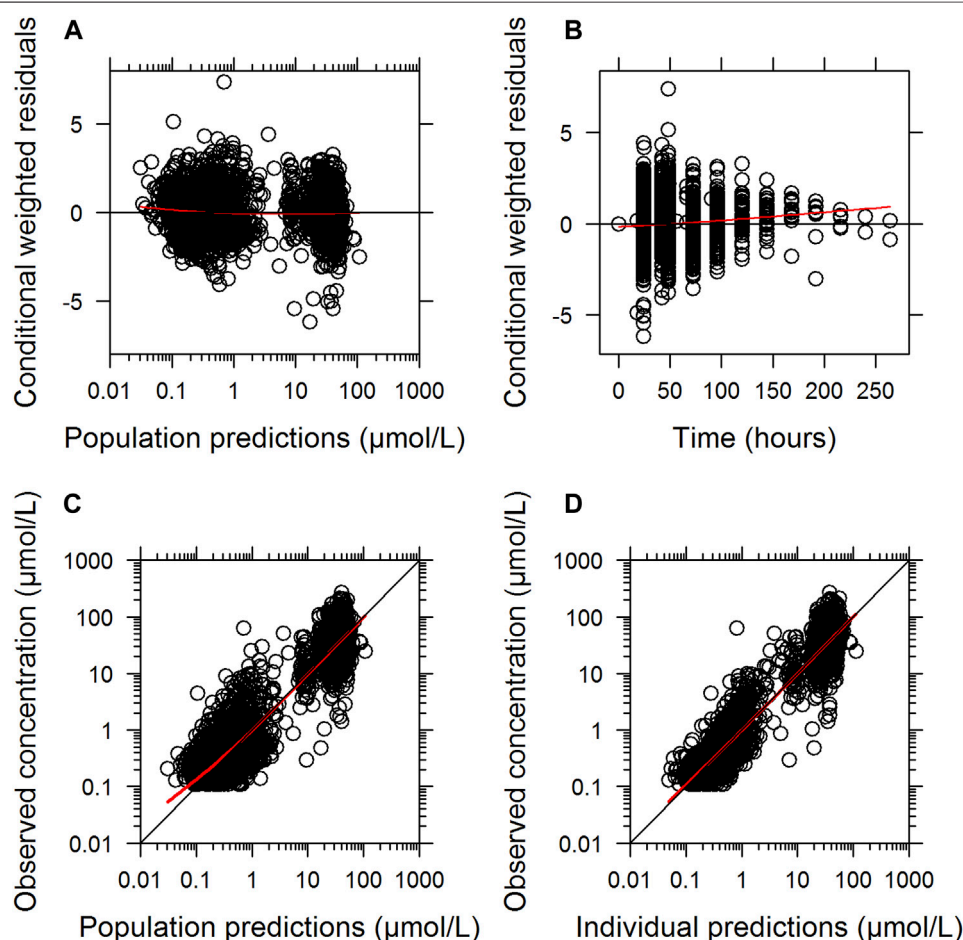 A
Conditional weighted residuals
5
0
-5
0.01 0.1 1 10 100 1000
Population predictions (µmol/L)
B
Conditional weighted residuals
5
0
-5
0 50 100 150 200 250
Time (hours)
C
Observed concentration (µmol/L)
1000
100
10
1
0.1
0.01
0.01 0.1 1 10 100 1000
Population predictions (µmol/L)
D
Observed concentration (µmol/L)
1000
100
10
1
0.1
0.01
0.01 0.1 1 10 100 1000
Individual predictions (µmol/L)